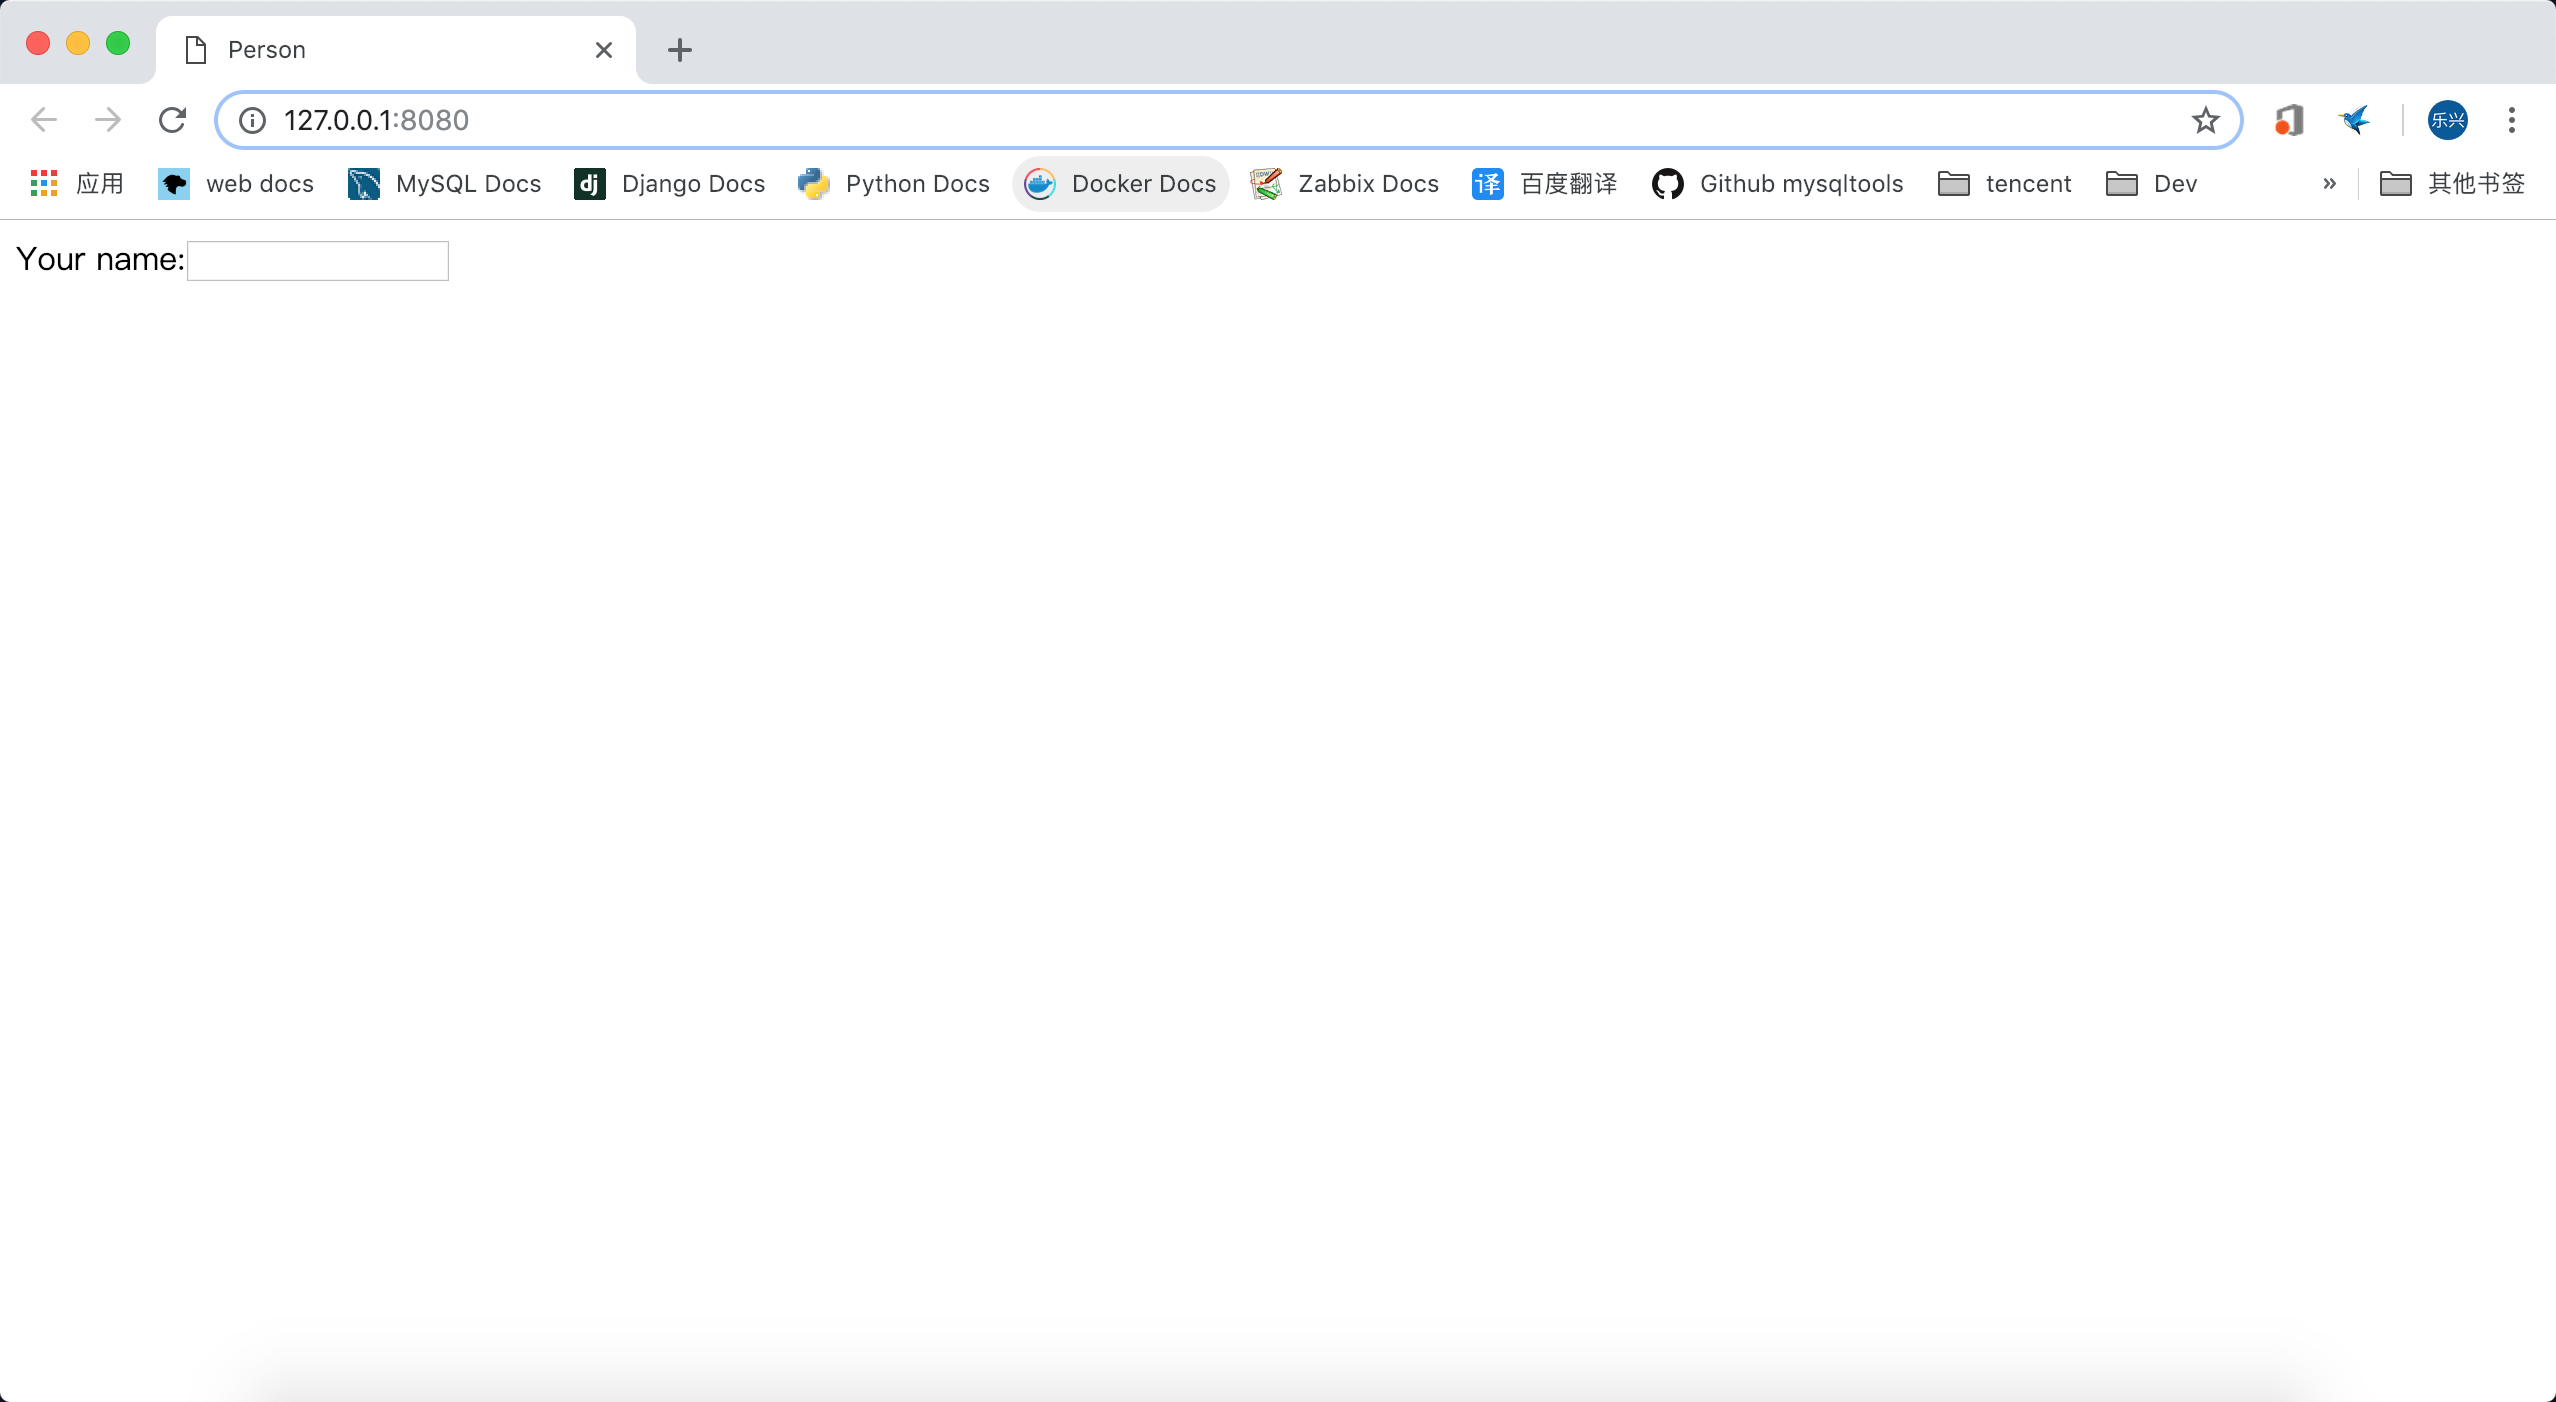 Person
127.0.0.1:8080
乐兴
应用 web docs MySQL Docs dj Django Docs Python Docs Docker Docs Zabbix Docs 译 百度翻译 Github mysqltools tencent Dev » 其他书签
Your name: